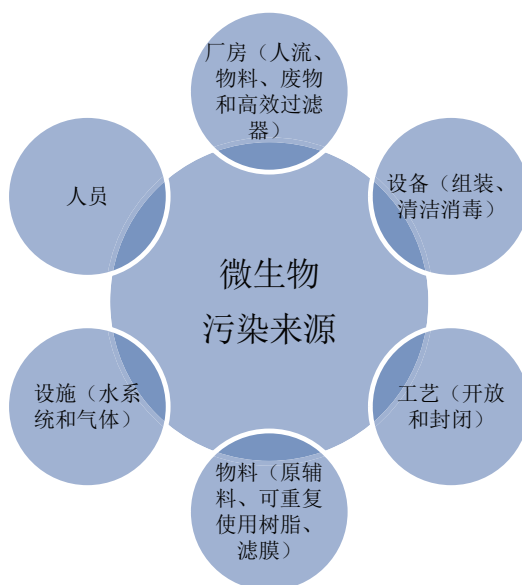 厂房（人流、
物料、废物
和高效过滤
器）
人员
设备（组装、
清洁消毒）
微生物
污染来源
设施（水系
统和气体）
工艺（开放
和封闭）
物料（原辅
料、可重复
使用树脂、
滤膜）